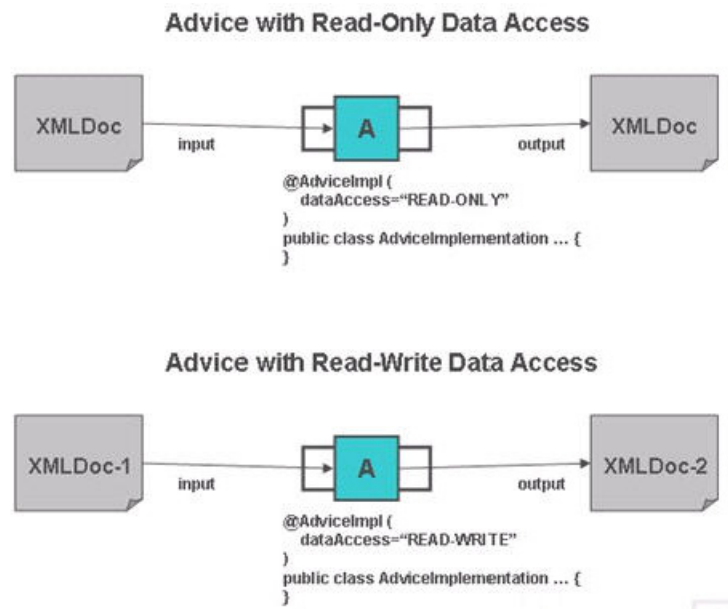 Advice with Read-Only Data Access
XMLDoc
input
A
output
XMLDoc
@AdviceImpl (
dataAccess=“READ-ONLY”
)
public class AdviceImplementation ... {
}
Advice with Read-Write Data Access
XMLDoc-1
input
A
output
XMLDoc-2
@AdviceImpl (
dataAccess=“READ-WRITE”
)
public class AdviceImplementation ... {
}